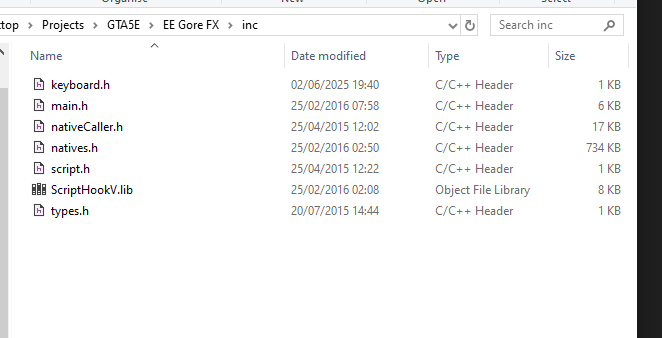 Organise New Open Select
ktop > Projects > GTA5E > EE Gore FX > inc Search inc
Name Date modified Type Size
keyboard.h 02/06/2025 19:40 C/C++ Header 1 KB
main.h 25/02/2016 07:58 C/C++ Header 6 KB
nativeCaller.h 25/04/2015 12:02 C/C++ Header 17 KB
natives.h 25/02/2016 02:50 C/C++ Header 734 KB
script.h 25/04/2015 12:22 C/C++ Header 1 KB
ScriptHookV.lib 25/02/2016 02:08 Object File Library 8 KB
types.h 20/07/2015 14:44 C/C++ Header 1 KB